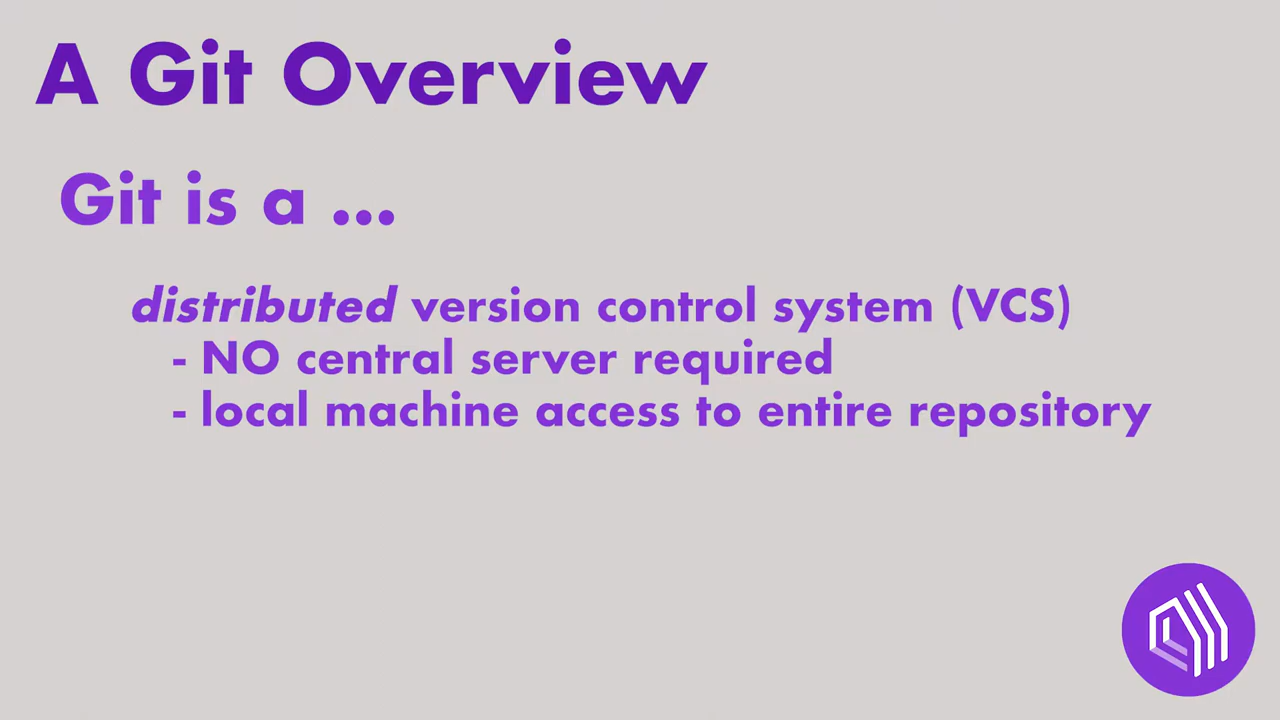 A Git Overview
Git is a ...
distributed version control system (VCS)
- NO central server required
- local machine access to entire repository